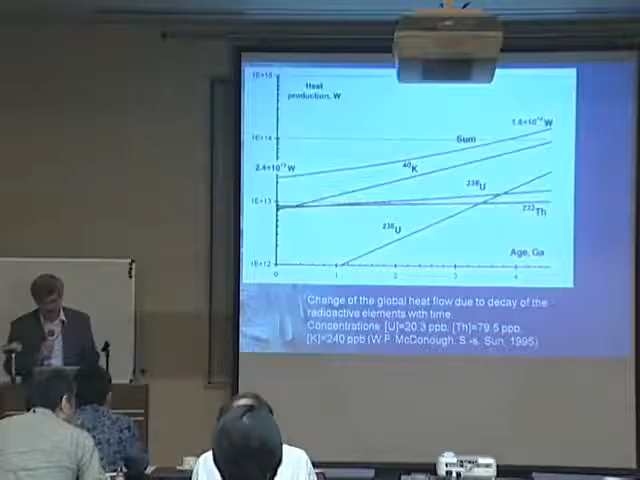 1E+15
Heat
production, W
1.6×10¹⁴ W
1E+14
Sum
2.4×10¹³ W
⁴⁰K
²³⁸U
1E+13
²³²Th
²³⁵U
Age, Ga
1E+12
0 1 2 3 4
Change of the global heat flow due to decay of the
radioactive elements with time.
Concentrations [U]=20.3 ppb, [Th]=79.5 ppb,
[K]=240 ppb (W.F. McDonough, S.-s. Sun, 1995)